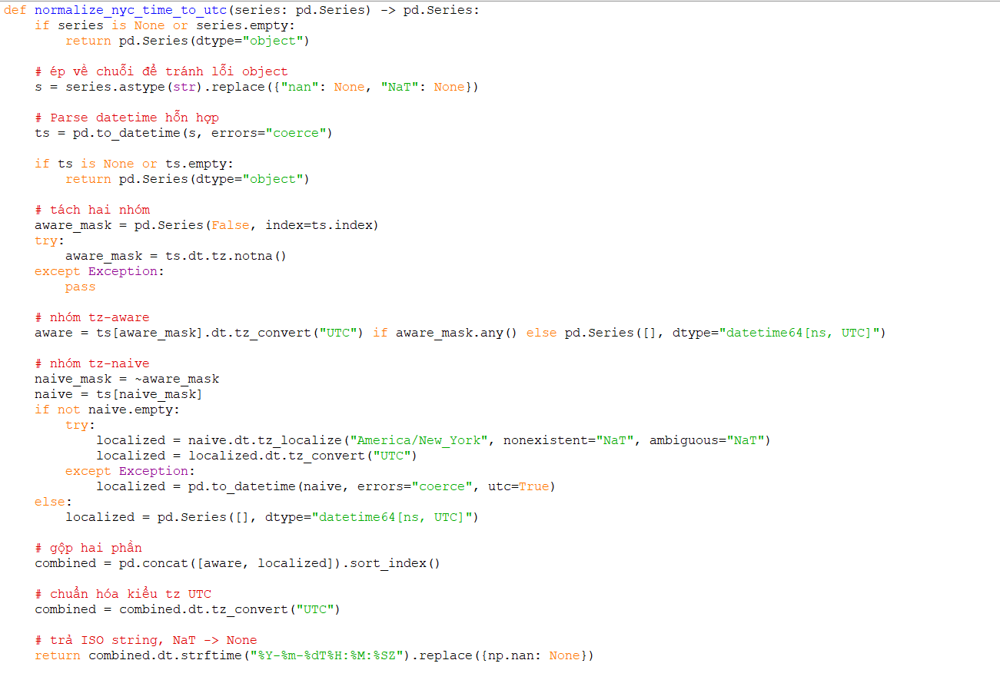 def normalize_nyc_time_to_utc(series: pd.Series) -> pd.Series:
    if series is None or series.empty:
        return pd.Series(dtype="object")

    # ép về chuỗi để tránh lỗi object
    s = series.astype(str).replace({"nan": None, "NaT": None})

    # Parse datetime hỗn hợp
    ts = pd.to_datetime(s, errors="coerce")

    if ts is None or ts.empty:
        return pd.Series(dtype="object")

    # tách hai nhóm
    aware_mask = pd.Series(False, index=ts.index)
    try:
        aware_mask = ts.dt.tz.notna()
    except Exception:
        pass

    # nhóm tz-aware
    aware = ts[aware_mask].dt.tz_convert("UTC") if aware_mask.any() else pd.Series([], dtype="datetime64[ns, UTC]")

    # nhóm tz-naive
    naive_mask = ~aware_mask
    naive = ts[naive_mask]
    if not naive.empty:
        try:
            localized = naive.dt.tz_localize("America/New_York", nonexistent="NaT", ambiguous="NaT")
            localized = localized.dt.tz_convert("UTC")
        except Exception:
            localized = pd.to_datetime(naive, errors="coerce", utc=True)
    else:
        localized = pd.Series([], dtype="datetime64[ns, UTC]")

    # gộp hai phần
    combined = pd.concat([aware, localized]).sort_index()

    # chuẩn hóa kiểu tz UTC
    combined = combined.dt.tz_convert("UTC")

    # trả ISO string, NaT -> None
    return combined.dt.strftime("%Y-%m-%dT%H:%M:%SZ").replace({np.nan: None})